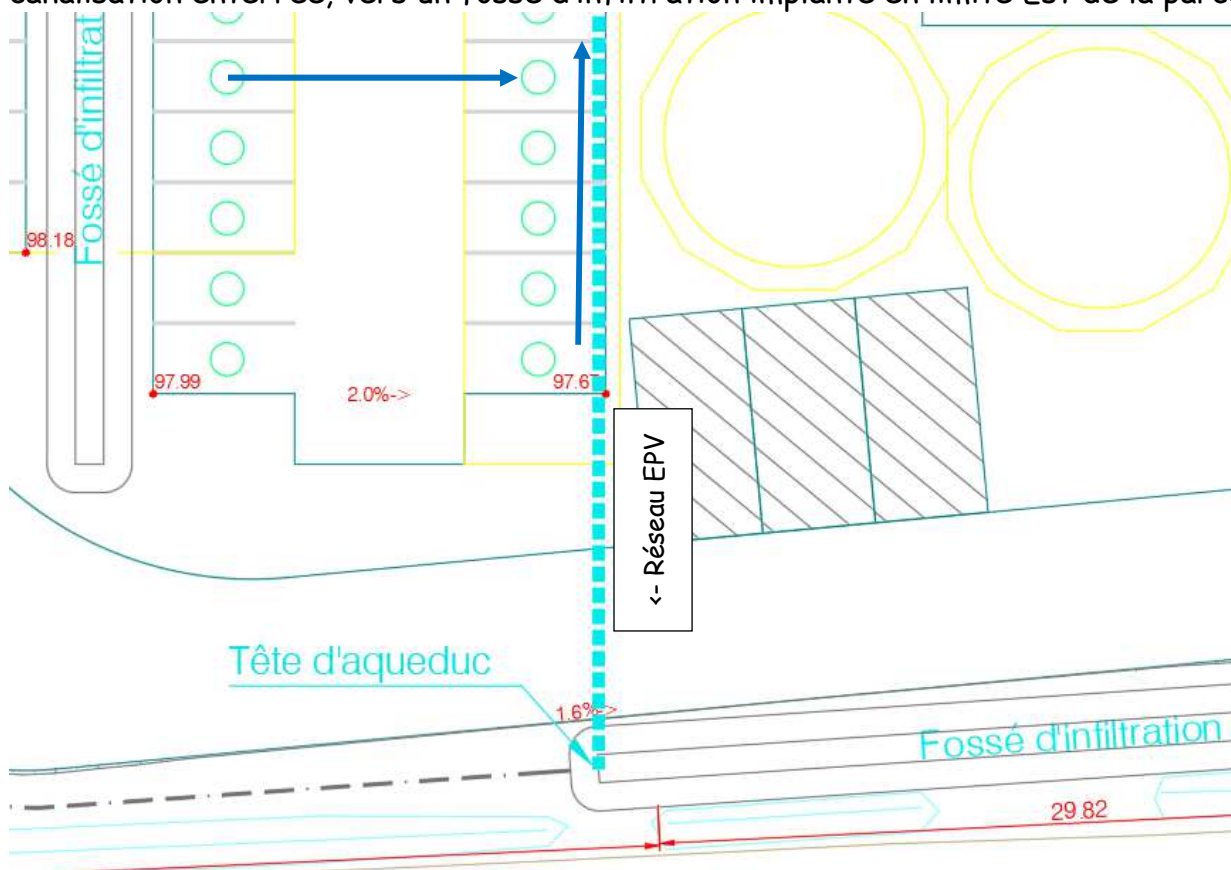 canalisation enterrée, vers un fossé d'infiltration implanté en limite EST de la
Fossé d'infiltrat
98.18
97.99
2.0%->
97.67
<- Réseau EPV
Tête d'aqueduc
1.6%->
Fossé d'infiltration
29.82